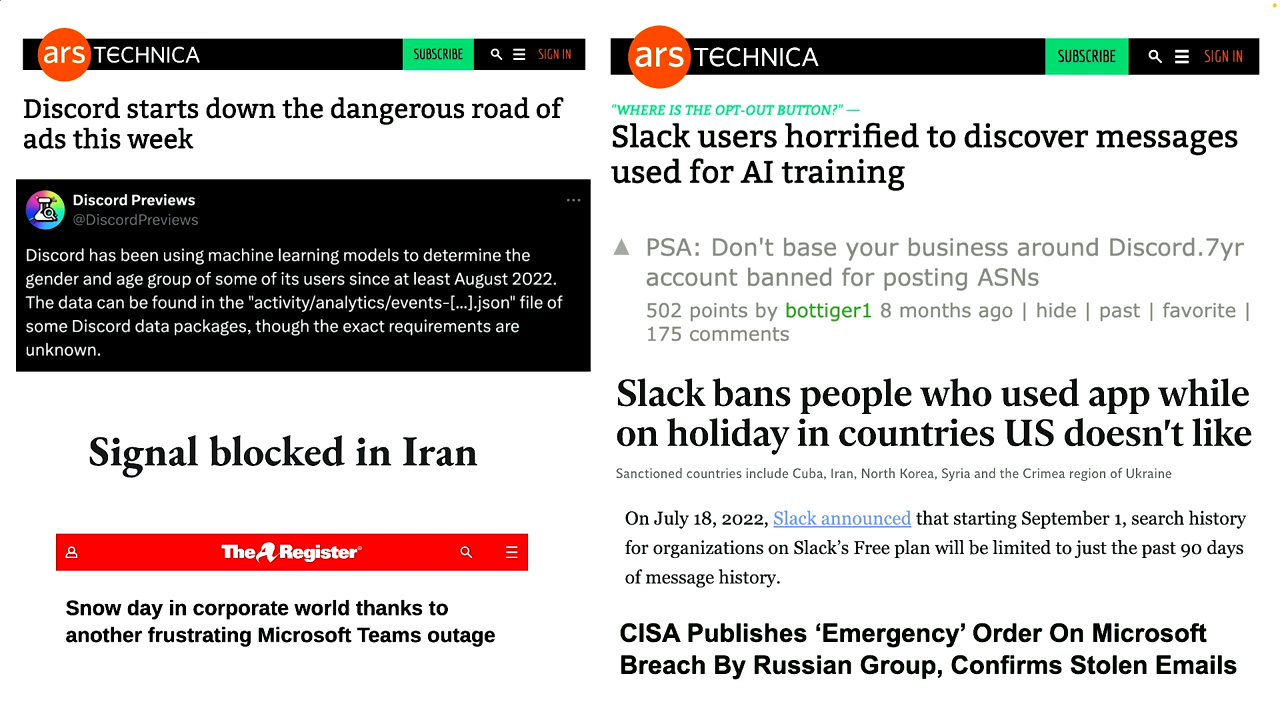 ars TECHNICA
SUBSCRIBE
SIGN IN
Discord starts down the dangerous road of
ads this week
Discord Previews
@DiscordPreviews
Discord has been using machine learning models to determine the
gender and age group of some of its users since at least August 2022.
The data can be found in the "activity/analytics/events-[...].json" file of
some Discord data packages, though the exact requirements are
unknown.
Signal blocked in Iran
The Register®
Snow day in corporate world thanks to
another frustrating Microsoft Teams outage
ars TECHNICA
SUBSCRIBE
SIGN IN
"WHERE IS THE OPT-OUT BUTTON?" —
Slack users horrified to discover messages
used for AI training
PSA: Don't base your business around Discord.7yr
account banned for posting ASNs
502 points by bottiger1 8 months ago | hide | past | favorite |
175 comments
Slack bans people who used app while
on holiday in countries US doesn't like
Sanctioned countries include Cuba, Iran, North Korea, Syria and the Crimea region of Ukraine
On July 18, 2022, Slack announced that starting September 1, search history
for organizations on Slack's Free plan will be limited to just the past 90 days
of message history.
CISA Publishes ‘Emergency’ Order On Microsoft
Breach By Russian Group, Confirms Stolen Emails